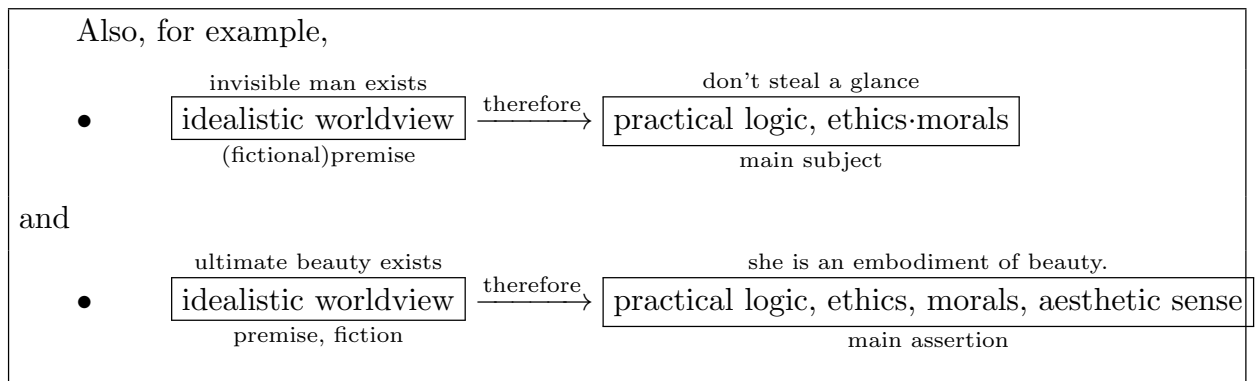 Also, for example,
invisible man exists don't steal a glance
• idealistic worldview therefore practical logic, ethics·morals
(fictional)premise main subject
and
ultimate beauty exists she is an embodiment of beauty.
• idealistic worldview therefore practical logic, ethics, morals, aesthetic sense
premise, fiction main assertion